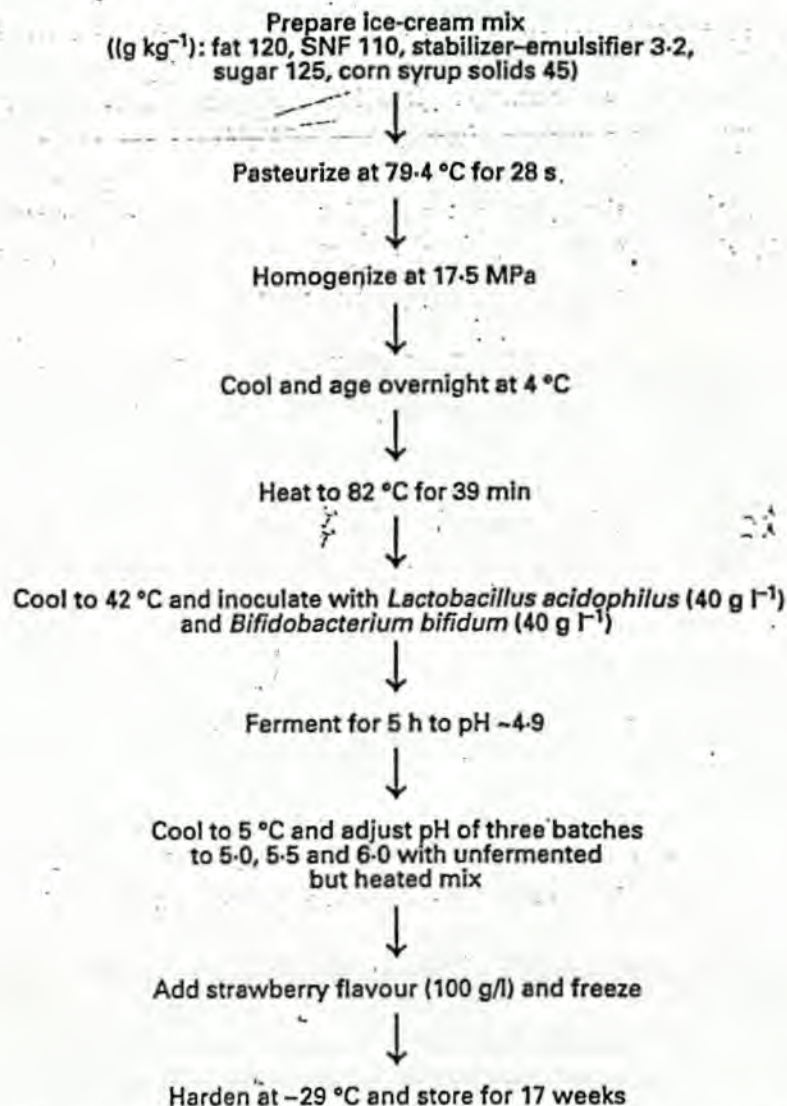 Prepare ice-cream mix
((g kg⁻¹): fat 120, SNF 110, stabilizer–emulsifier 3·2,
sugar 125, corn syrup solids 45)
Pasteurize at 79·4 °C for 28 s
Homogenize at 17·5 MPa
Cool and age overnight at 4 °C
Heat to 82 °C for 39 min
Cool to 42 °C and inoculate with Lactobacillus acidophilus (40 g l⁻¹)
and Bifidobacterium bifidum (40 g l⁻¹)
Ferment for 5 h to pH ~4·9
Cool to 5 °C and adjust pH of three batches
to 5·0, 5·5 and 6·0 with unfermented
but heated mix
Add strawberry flavour (100 g/l) and freeze
Harden at –29 °C and store for 17 weeks